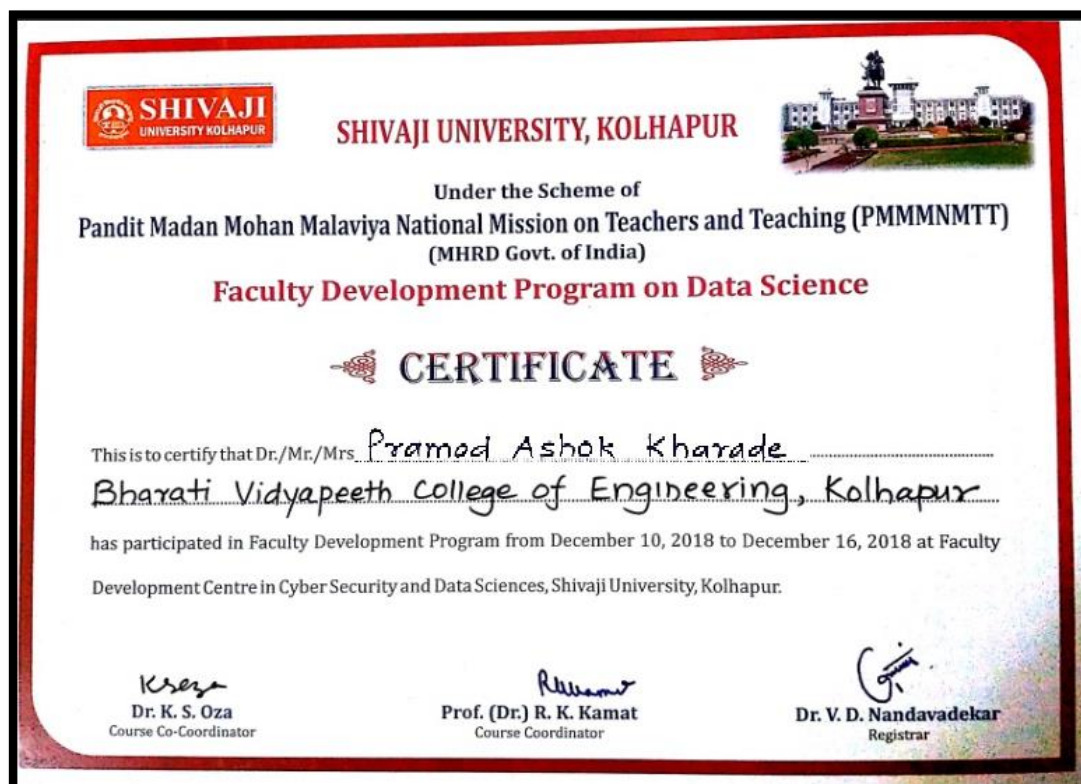 SHIVAJI
UNIVERSITY KOLHAPUR
SHIVAJI UNIVERSITY, KOLHAPUR
Under the Scheme of
Pandit Madan Mohan Malaviya National Mission on Teachers and Teaching (PMMMNMTT)
(MHRD Govt. of India)
Faculty Development Program on Data Science
CERTIFICATE
This is to certify that Dr./Mr./Mrs Pramod Ashok Kharade
Bharati Vidyapeeth College of Engineering, Kolhapur
has participated in Faculty Development Program from December 10, 2018 to December 16, 2018 at Faculty
Development Centre in Cyber Security and Data Sciences, Shivaji University, Kolhapur.
Dr. K. S. Oza
Course Co-Coordinator
Prof. (Dr.) R. K. Kamat
Course Coordinator
Dr. V. D. Nandavadekar
Registrar